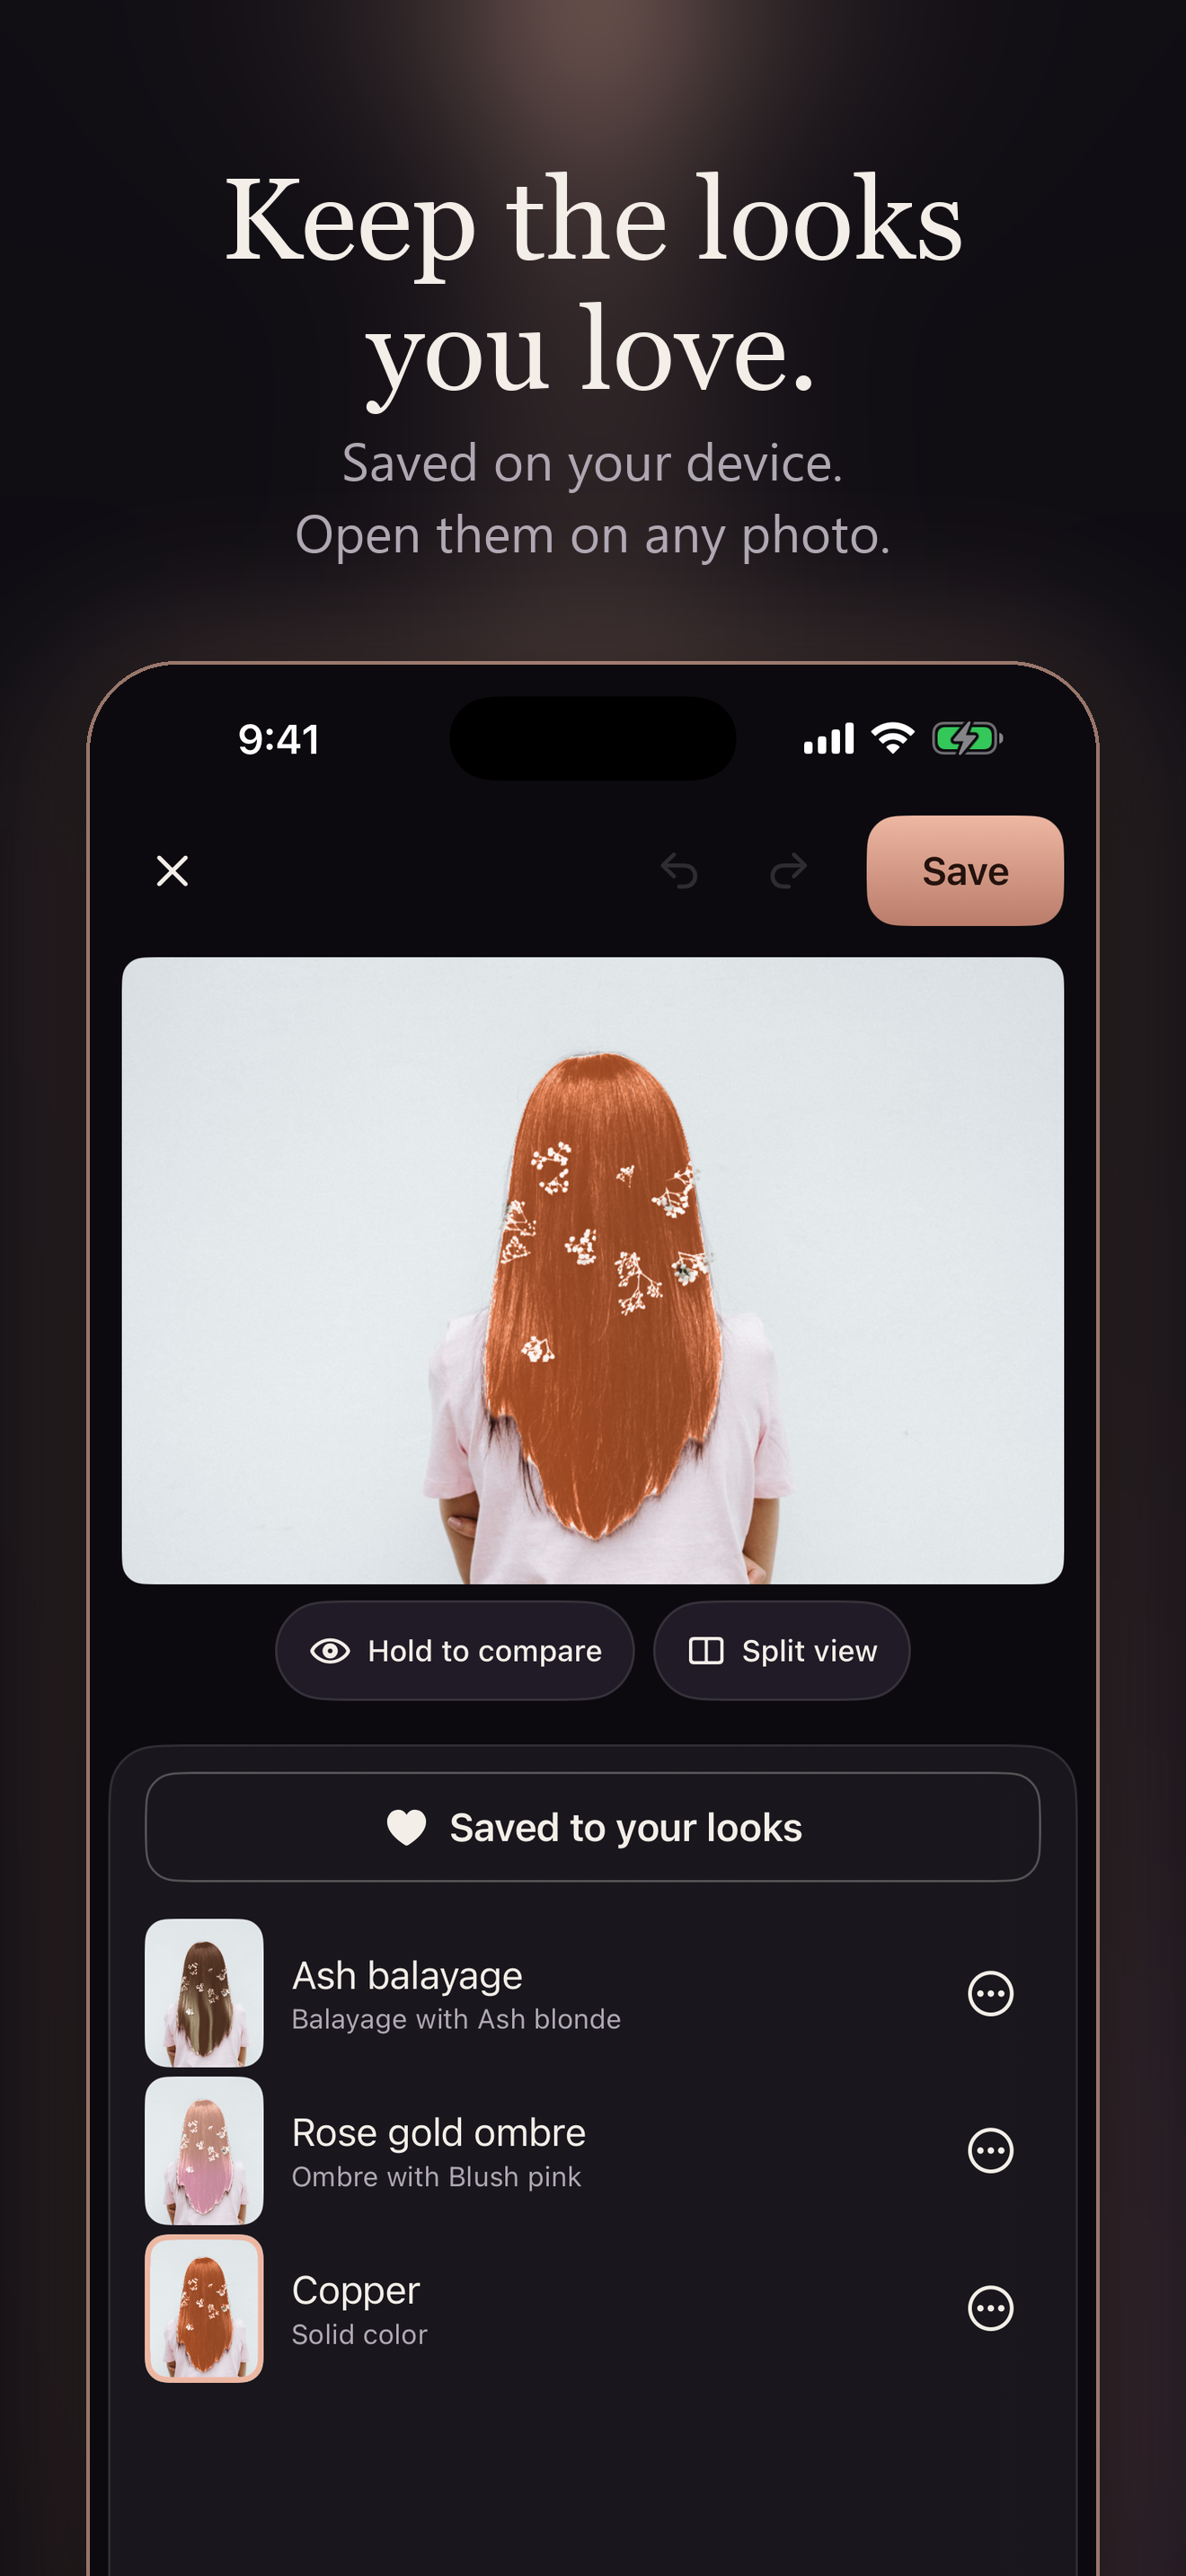 Keep the looks
you love.
Saved on your device.
Open them on any photo.
9:41
Save
Hold to compare
Split view
Saved to your looks
Ash balayage
Balayage with Ash blonde
Rose gold ombre
Ombre with Blush pink
Copper
Solid color